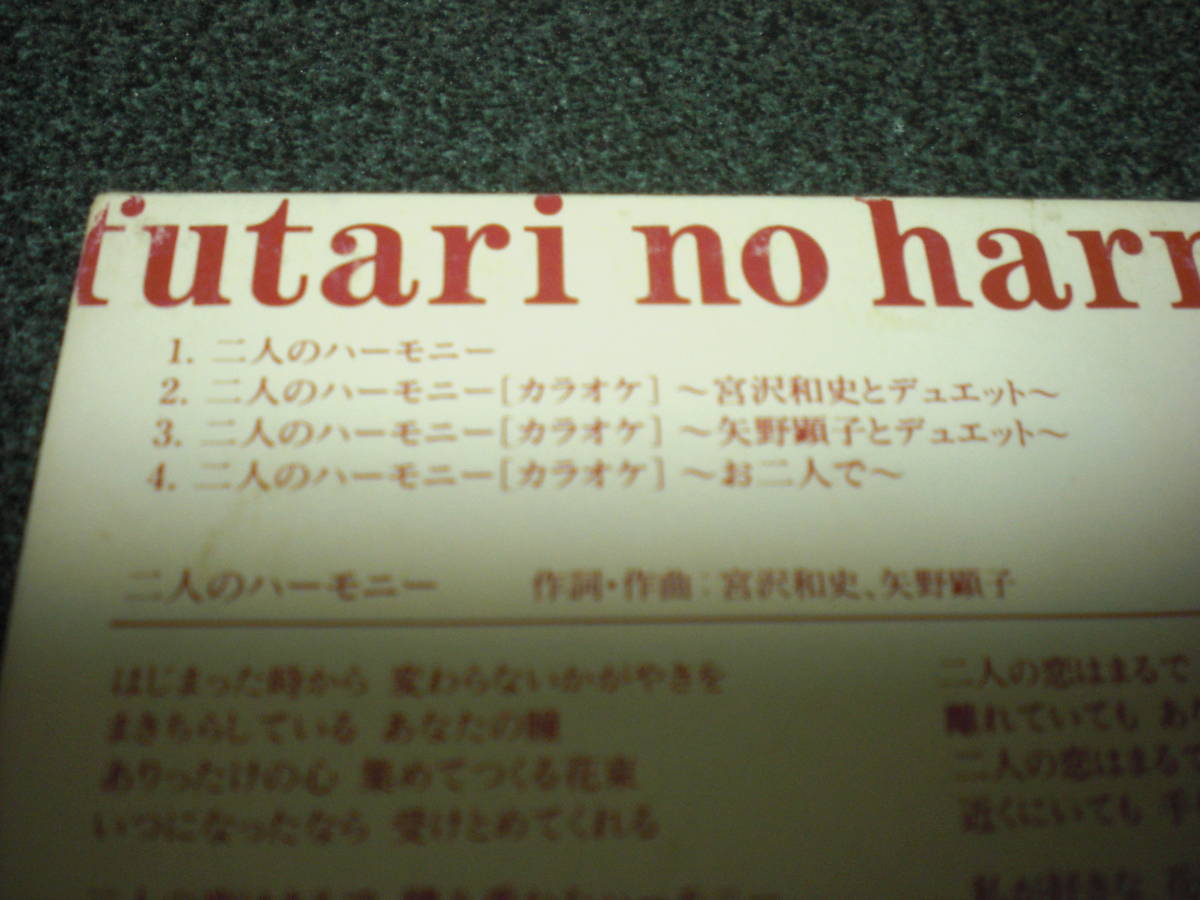 futari no harm
1. 二人のハーモニー
2. 二人のハーモニー[カラオケ] 〜宮沢和史とデュエット〜
3. 二人のハーモニー[カラオケ] 〜矢野顕子とデュエット〜
4. 二人のハーモニー[カラオケ] 〜お二人で〜
二人のハーモニー 作詞・作曲:宮沢和史、矢野顕子
はじまった時から 変わらないかがやきを
まきちらしている あなたの瞳
ありったけの心 集めてつくる花束
いつになったなら 受けとめてくれる
二人の恋はまるで
離れていても あ
二人の恋はまるで
近くにいても 手
私が好きな